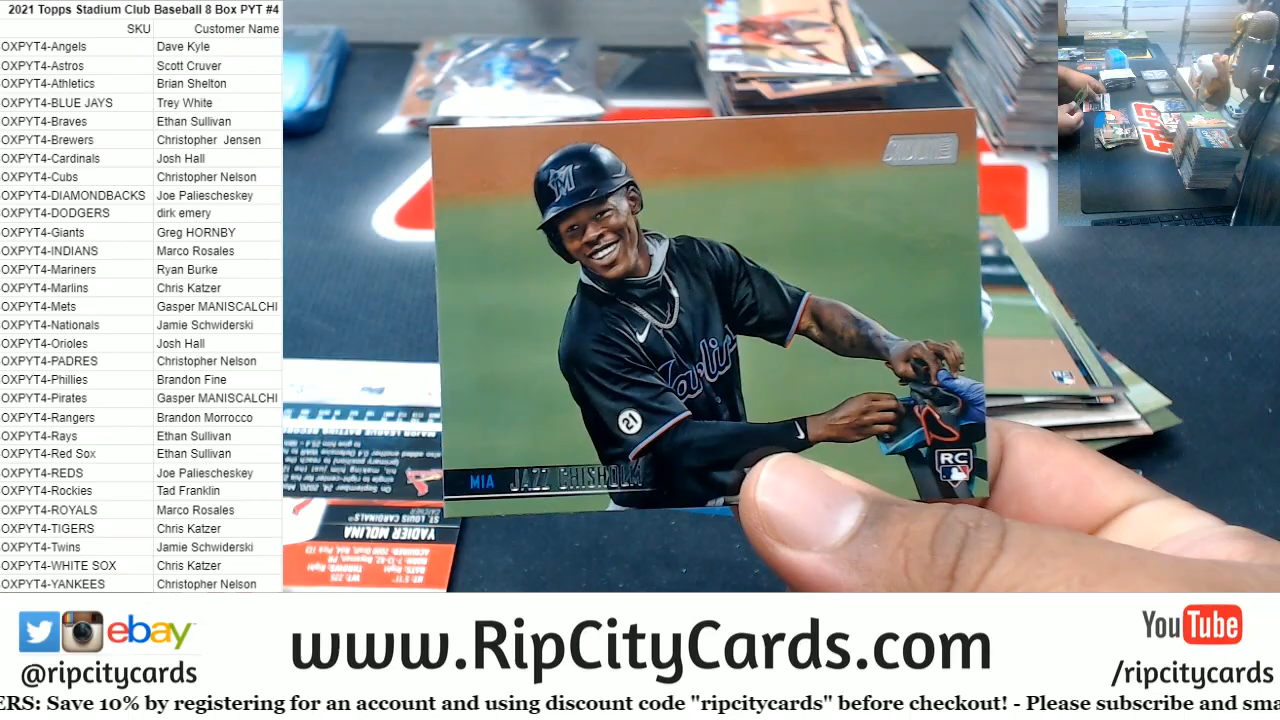 2021 Topps Stadium Club Baseball 8 Box PYT #4
SKU Customer Name
OXPYT4-Angels Dave Kyle
OXPYT4-Astros Scott Cruver
OXPYT4-Athletics Brian Shelton
OXPYT4-BLUE JAYS Trey White
OXPYT4-Braves Ethan Sullivan
OXPYT4-Brewers Christopher Jensen
OXPYT4-Cardinals Josh Hall
OXPYT4-Cubs Christopher Nelson
OXPYT4-DIAMONDBACKS Joe Paliescheskey
OXPYT4-DODGERS dirk emery
OXPYT4-Giants Greg HORNBY
OXPYT4-INDIANS Marco Rosales
OXPYT4-Mariners Ryan Burke
OXPYT4-Marlins Chris Katzer
OXPYT4-Mets Gasper MANISCALCHI
OXPYT4-Nationals Jamie Schwiderski
OXPYT4-Orioles Josh Hall
OXPYT4-PADRES Christopher Nelson
OXPYT4-Phillies Brandon Fine
OXPYT4-Pirates Gasper MANISCALCHI
OXPYT4-Rangers Brandon Morrocco
OXPYT4-Rays Ethan Sullivan
OXPYT4-Red Sox Ethan Sullivan
OXPYT4-REDS Joe Paliescheskey
OXPYT4-Rockies Tad Franklin
OXPYT4-ROYALS Marco Rosales
OXPYT4-TIGERS Chris Katzer
OXPYT4-Twins Jamie Schwiderski
OXPYT4-WHITE SOX Chris Katzer
OXPYT4-YANKEES Christopher Nelson
M
Marlins
21
RC
MIA JAZZ CHISHOLM
YADIER MOLINA
ST. LOUIS CARDINALS
CATCHER
ebay
@ripcitycards
www.RipCityCards.com
YouTube
/ripcitycards
ERS: Save 10% by registering for an account and using discount code "ripcitycards" before checkout! - Please subscribe and sma